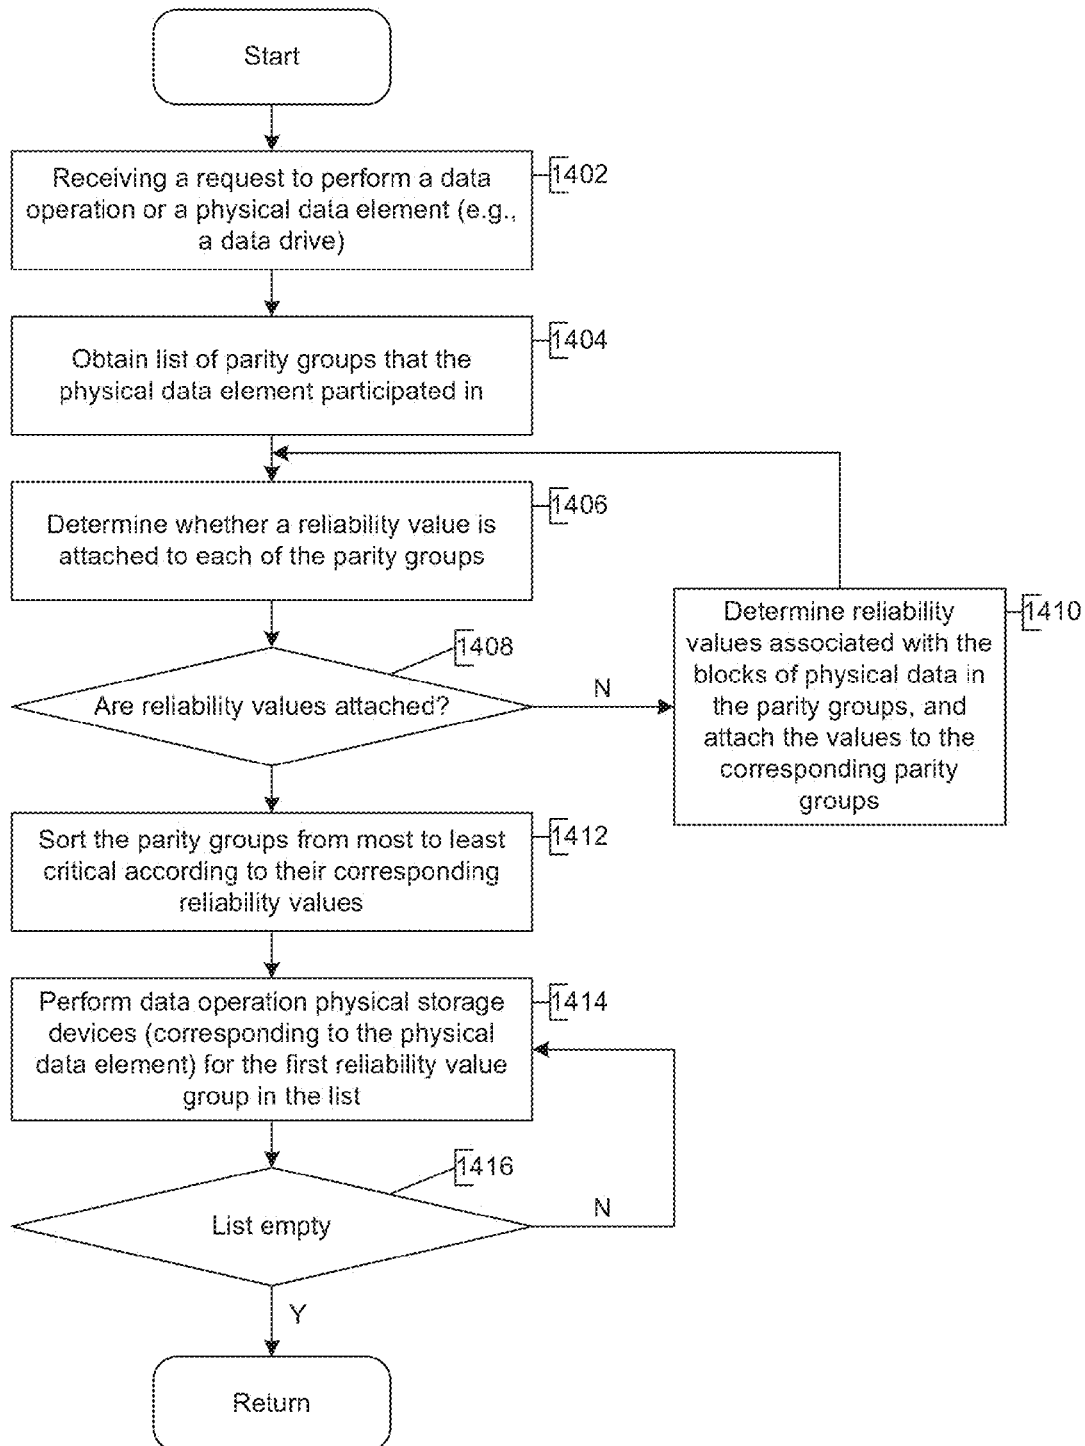 Start
Receiving a request to perform a data
operation or a physical data element (e.g.,
a data drive)
1402
Obtain list of parity groups that the
physical data element participated in
1404
Determine whether a reliability value is
attached to each of the parity groups
1406
Are reliability values attached?
1408
N
Determine reliability
values associated with the
blocks of physical data in
the parity groups, and
attach the values to the
corresponding parity
groups
1410
Sort the parity groups from most to least
critical according to their corresponding
reliability values
1412
Perform data operation physical storage
devices (corresponding to the physical
data element) for the first reliability value
group in the list
1414
List empty
1416
N
Y
Return